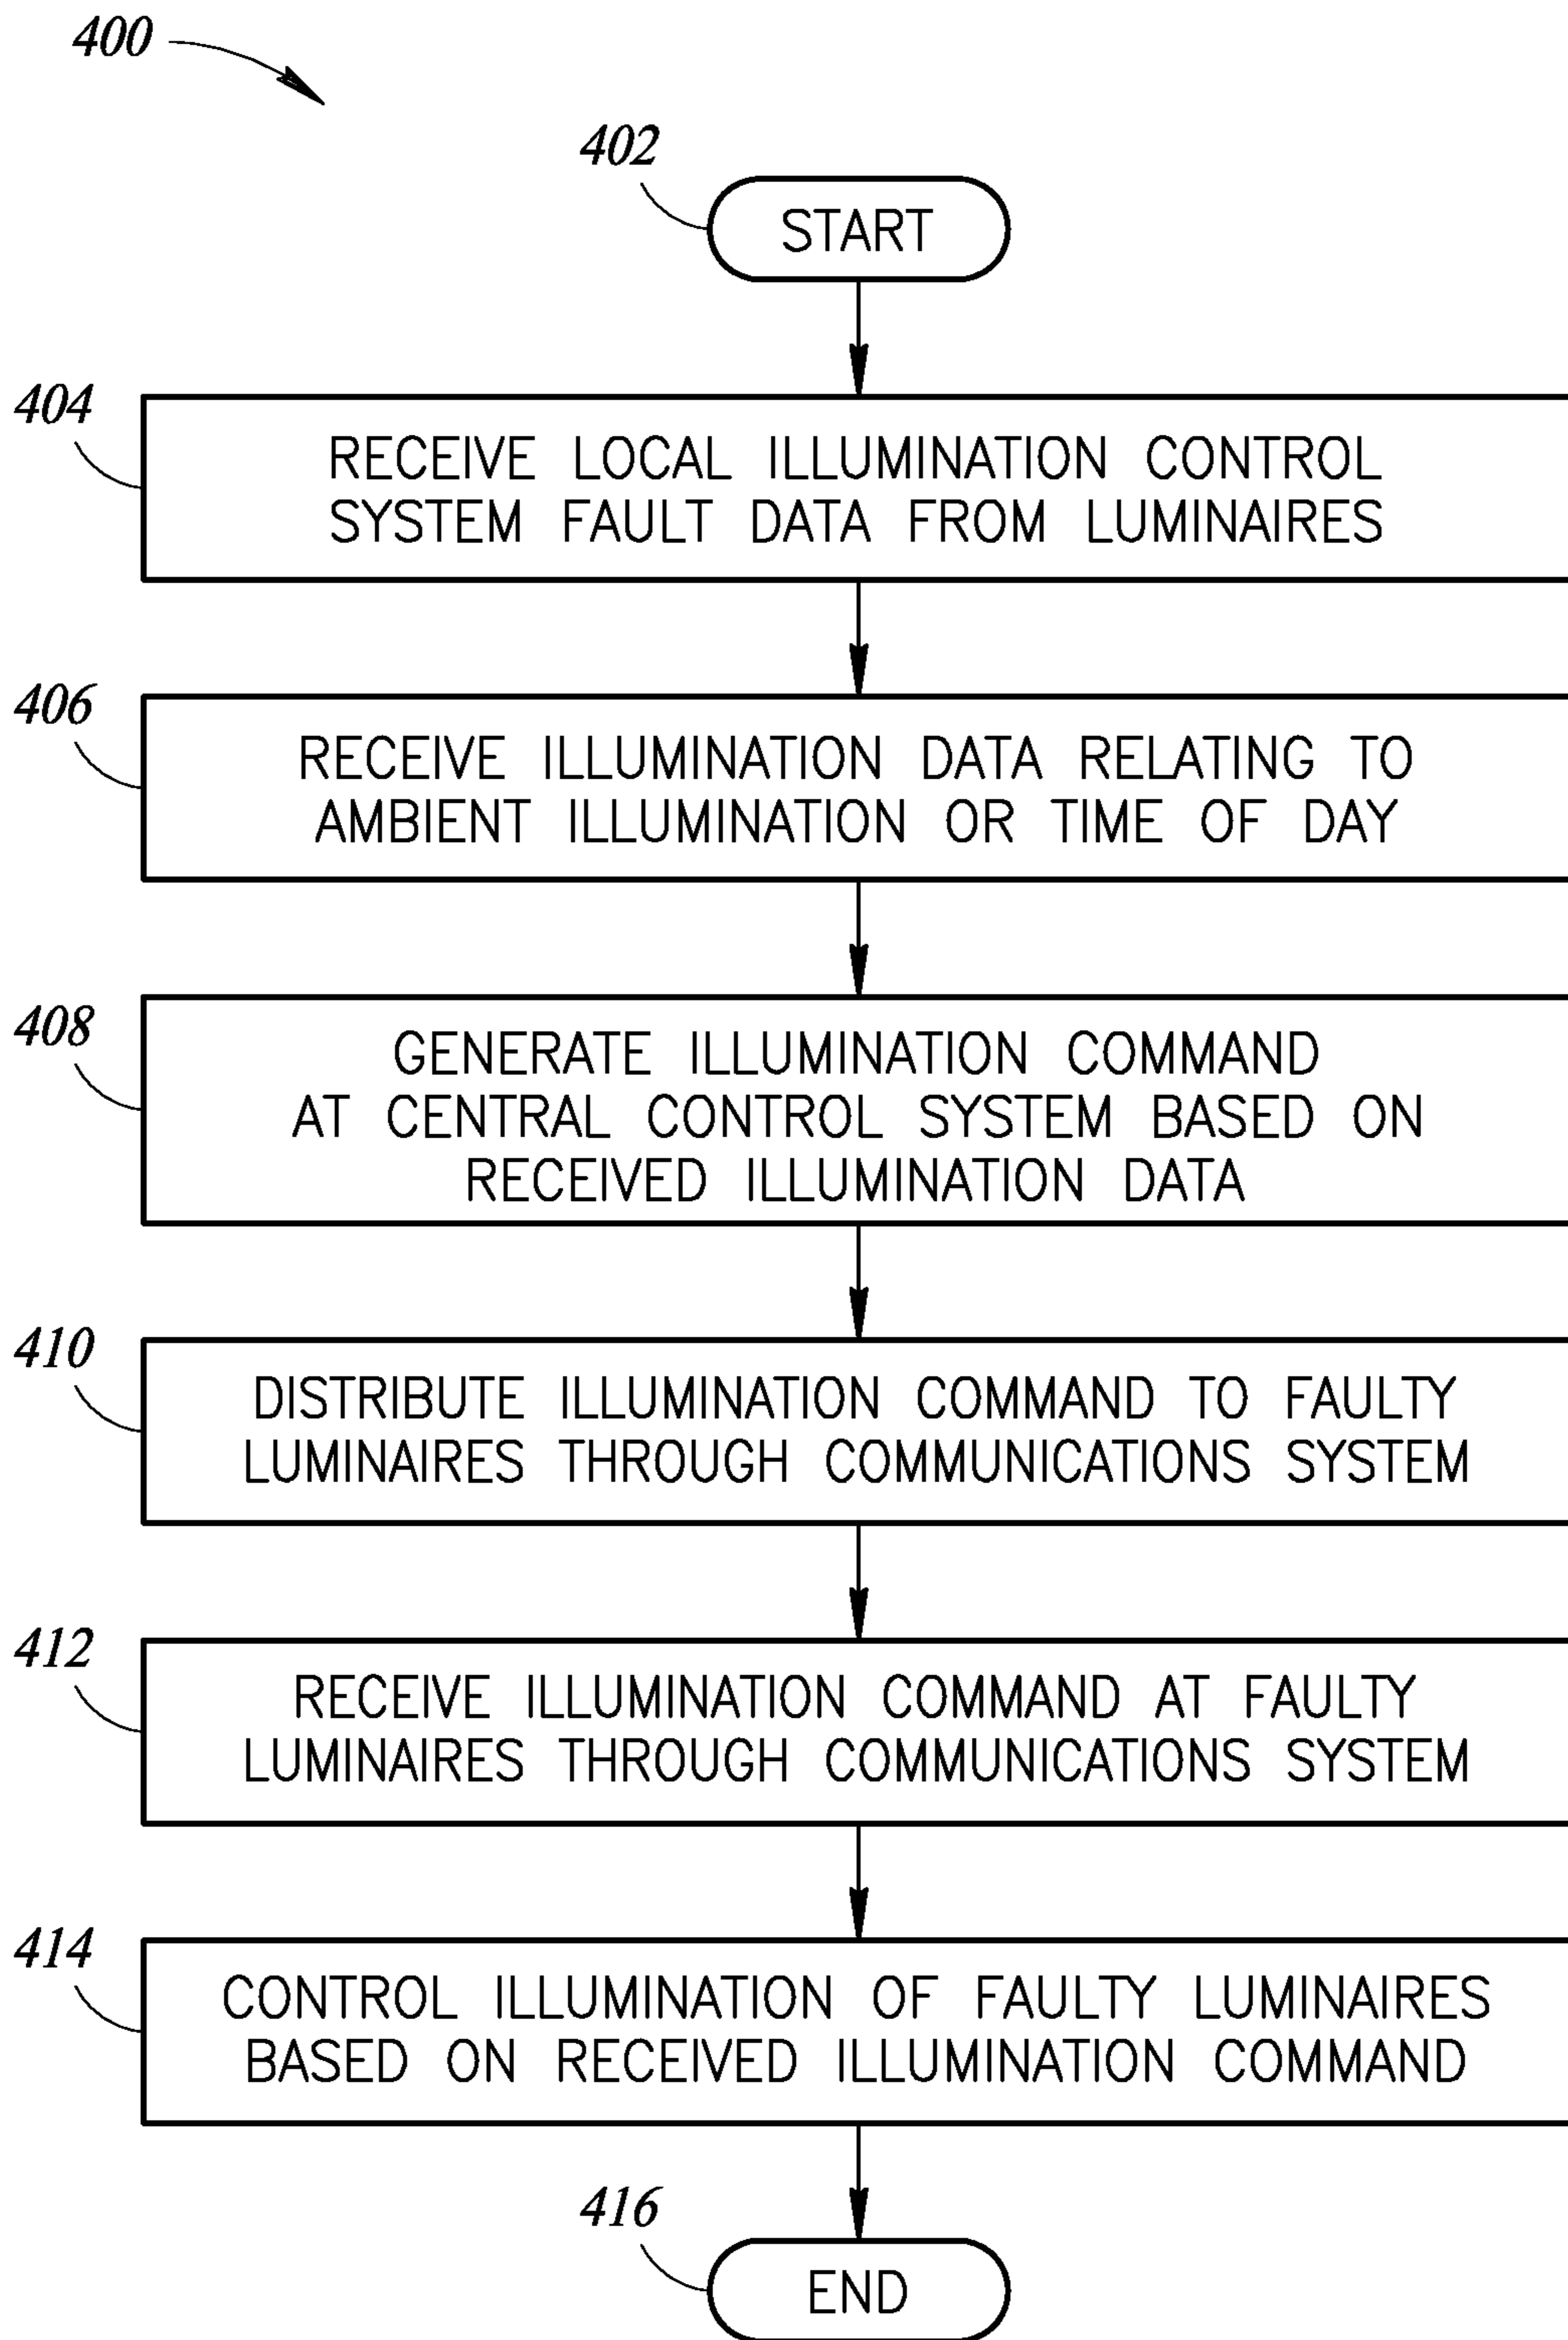 400
402
START
404
RECEIVE LOCAL ILLUMINATION CONTROL
SYSTEM FAULT DATA FROM LUMINAIRES
406
RECEIVE ILLUMINATION DATA RELATING TO
AMBIENT ILLUMINATION OR TIME OF DAY
408
GENERATE ILLUMINATION COMMAND
AT CENTRAL CONTROL SYSTEM BASED ON
RECEIVED ILLUMINATION DATA
410
DISTRIBUTE ILLUMINATION COMMAND TO FAULTY
LUMINAIRES THROUGH COMMUNICATIONS SYSTEM
412
RECEIVE ILLUMINATION COMMAND AT FAULTY
LUMINAIRES THROUGH COMMUNICATIONS SYSTEM
414
CONTROL ILLUMINATION OF FAULTY LUMINAIRES
BASED ON RECEIVED ILLUMINATION COMMAND
416
END